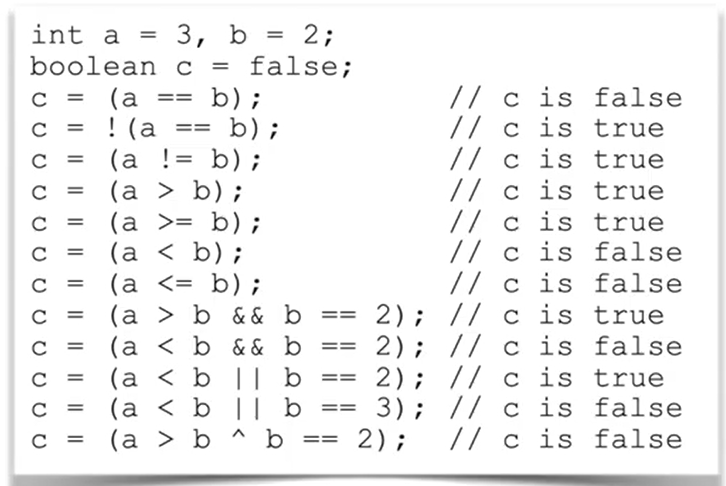 int a = 3, b = 2;
boolean c = false;
c = (a == b);           // c is false
c = !(a == b);          // c is true
c = (a != b);           // c is true
c = (a > b);            // c is true
c = (a >= b);           // c is true
c = (a < b);            // c is false
c = (a <= b);           // c is false
c = (a > b && b == 2);  // c is true
c = (a < b && b == 2);  // c is false
c = (a < b || b == 2);  // c is true
c = (a < b || b == 3);  // c is false
c = (a > b ^ b == 2);   // c is false